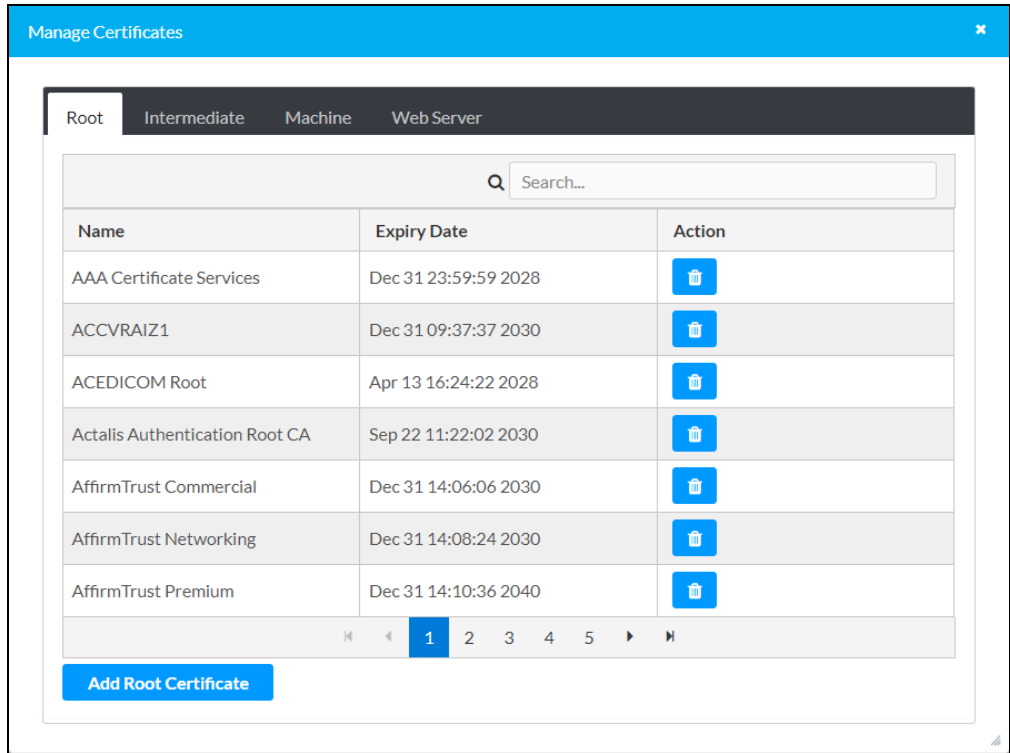 Manage Certificates
Root Intermediate Machine Web Server
Search...
Name Expiry Date Action
AAA Certificate Services Dec 31 23:59:59 2028
ACCVRAIZ1 Dec 31 09:37:37 2030
ACEDICOM Root Apr 13 16:24:22 2028
Actalis Authentication Root CA Sep 22 11:22:02 2030
AffirmTrust Commercial Dec 31 14:06:06 2030
AffirmTrust Networking Dec 31 14:08:24 2030
AffirmTrust Premium Dec 31 14:10:36 2040
1 2 3 4 5
Add Root Certificate